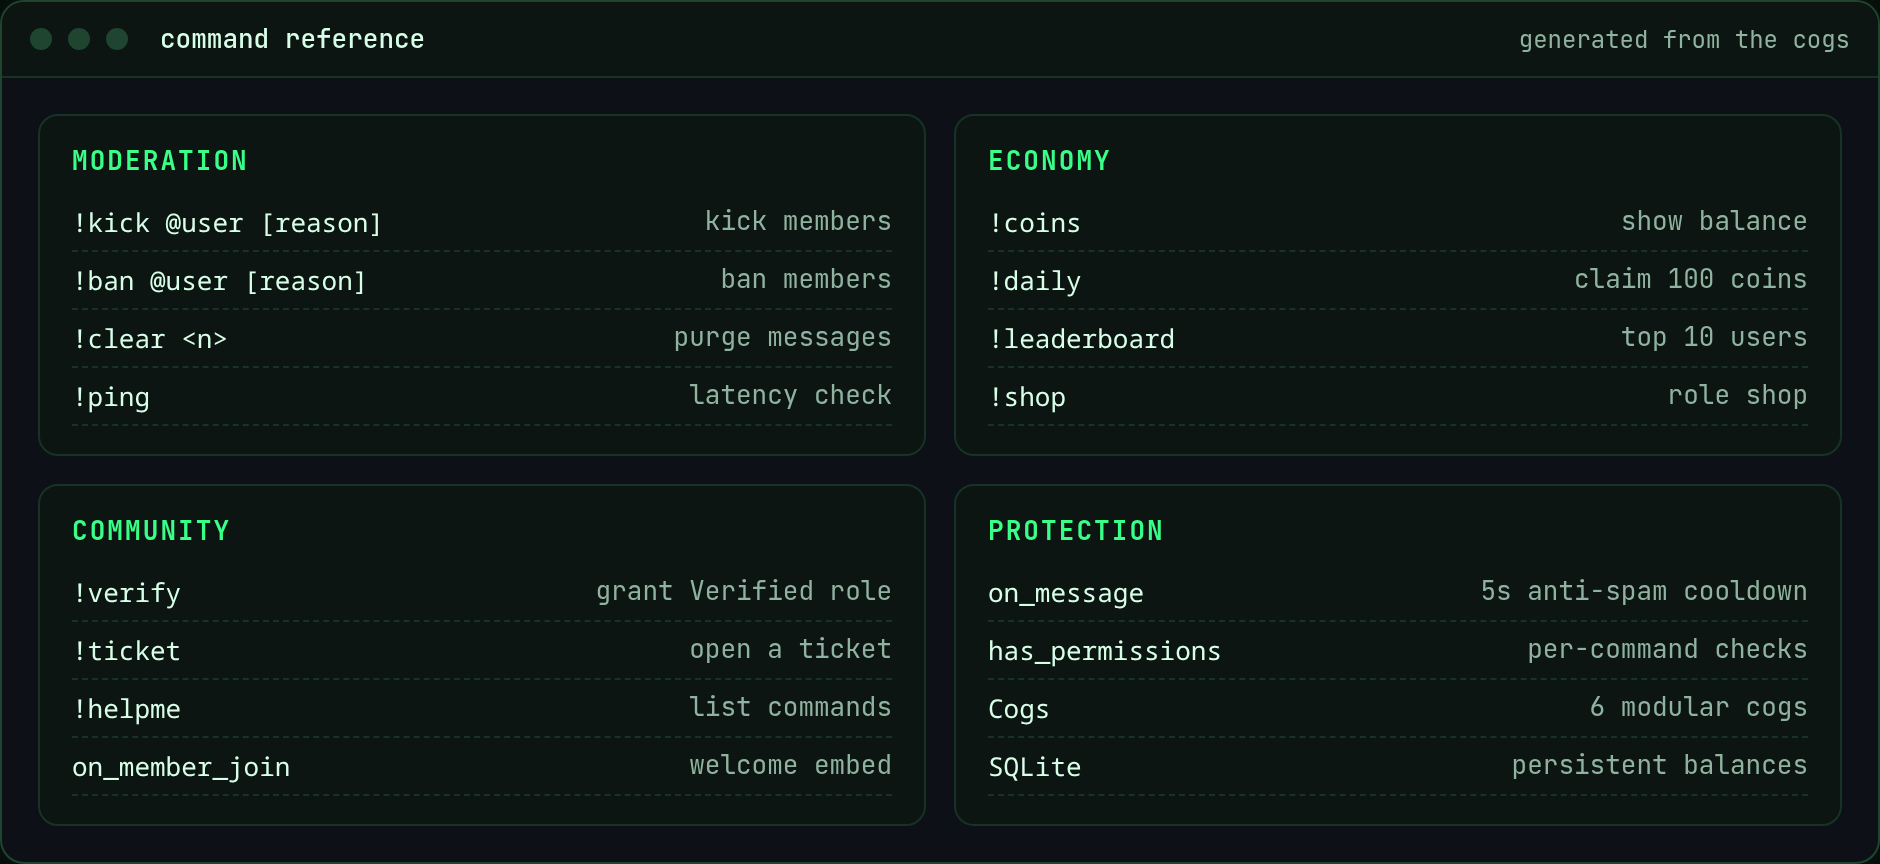 command reference
generated from the cogs
MODERATION
!kick @user [reason] kick members
!ban @user [reason] ban members
!clear <n> purge messages
!ping latency check
ECONOMY
!coins show balance
!daily claim 100 coins
!leaderboard top 10 users
!shop role shop
COMMUNITY
!verify grant Verified role
!ticket open a ticket
!helpme list commands
on_member_join welcome embed
PROTECTION
on_message 5s anti-spam cooldown
has_permissions per-command checks
Cogs 6 modular cogs
SQLite persistent balances